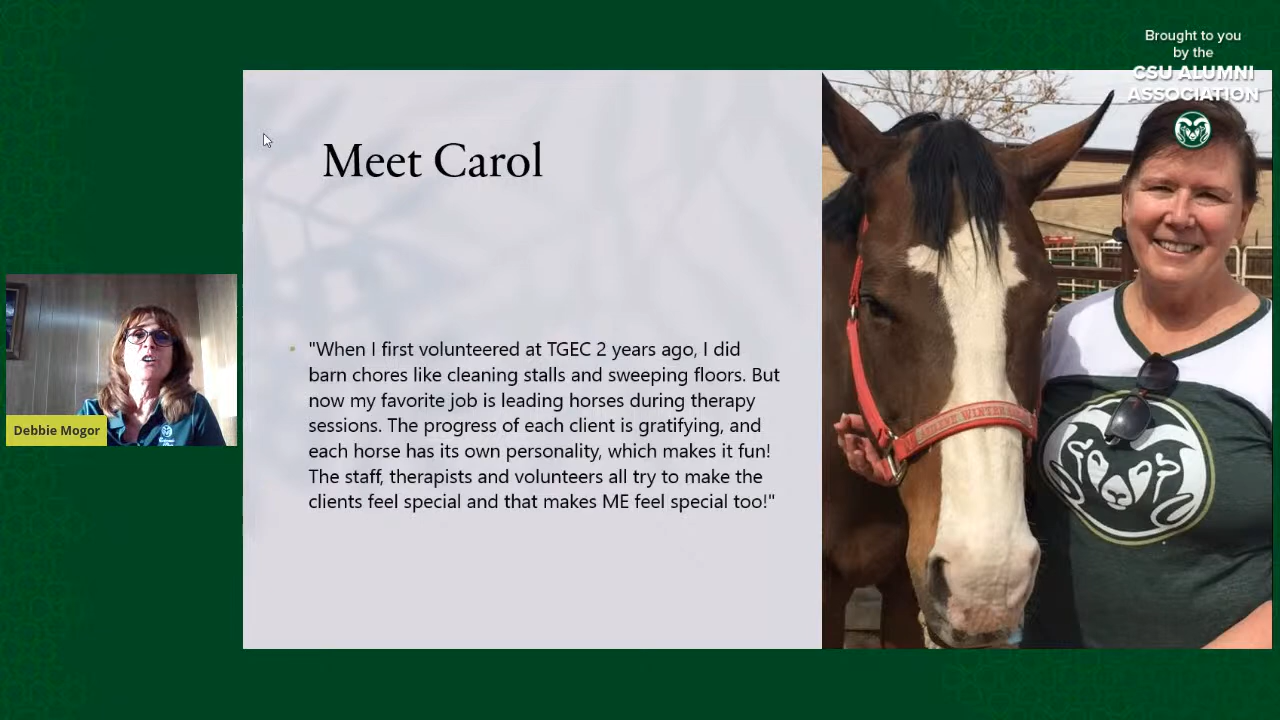 Brought to you
by the
CSU ALUMNI
ASSOCIATION
Meet Carol
"When I first volunteered at TGEC 2 years ago, I did
barn chores like cleaning stalls and sweeping floors. But
now my favorite job is leading horses during therapy
sessions. The progress of each client is gratifying, and
each horse has its own personality, which makes it fun!
The staff, therapists and volunteers all try to make the
clients feel special and that makes ME feel special too!"
Debbie Mogor